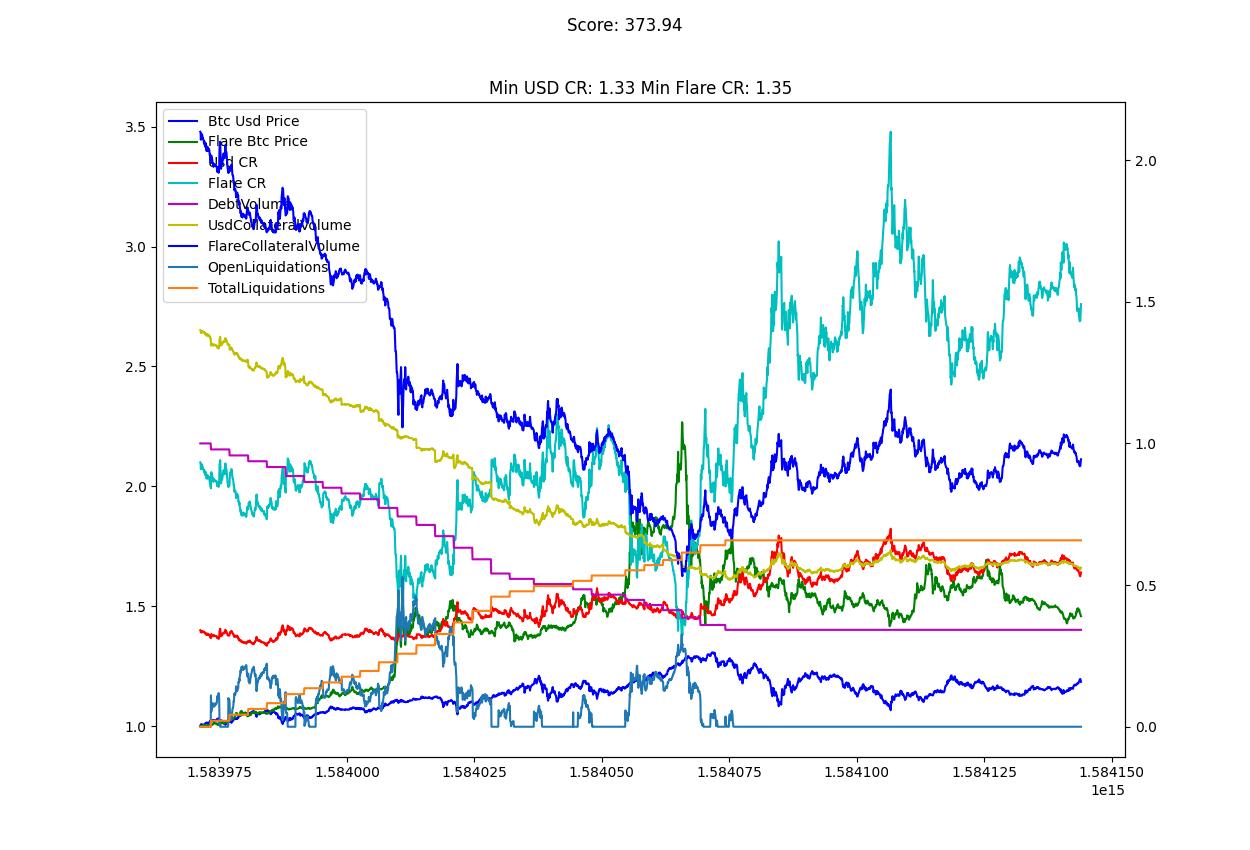 Score: 373.94
Min USD CR: 1.33 Min Flare CR: 1.35
Btc Usd Price
Flare Btc Price
Usd CR
Flare CR
DebtVolume
UsdCollateralVolume
FlareCollateralVolume
OpenLiquidations
TotalLiquidations
3.5
3.0
2.5
2.0
1.5
1.0
2.0
1.5
1.0
0.5
0.0
1.583975
1.584000
1.584025
1.584050
1.584075
1.584100
1.584125
1.584150
1e15